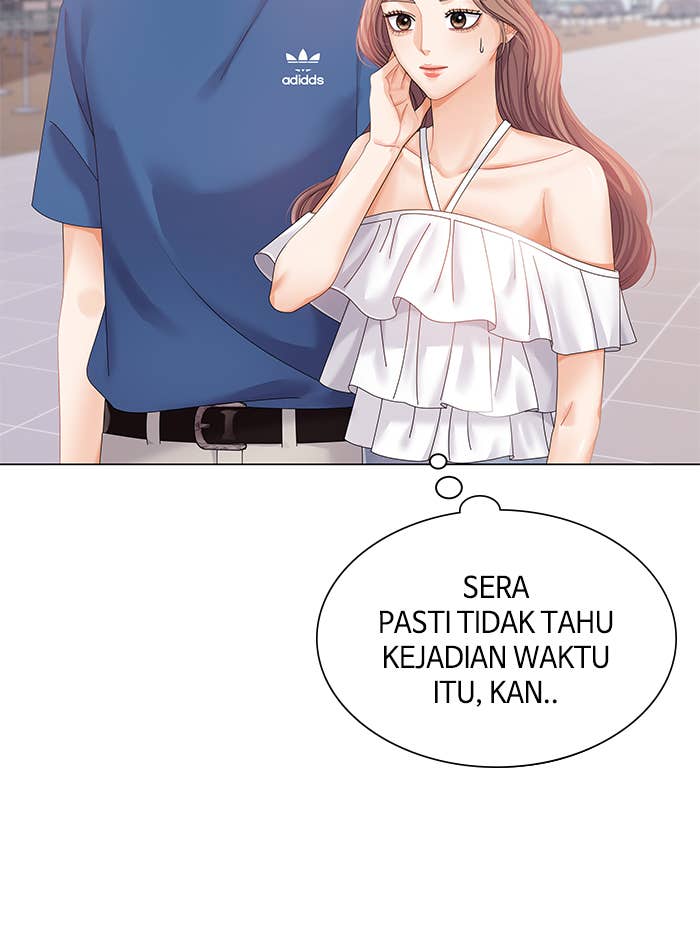 adidds
SERA
PASTI TIDAK TAHU
KEJADIAN WAKTU
ITU, KAN..